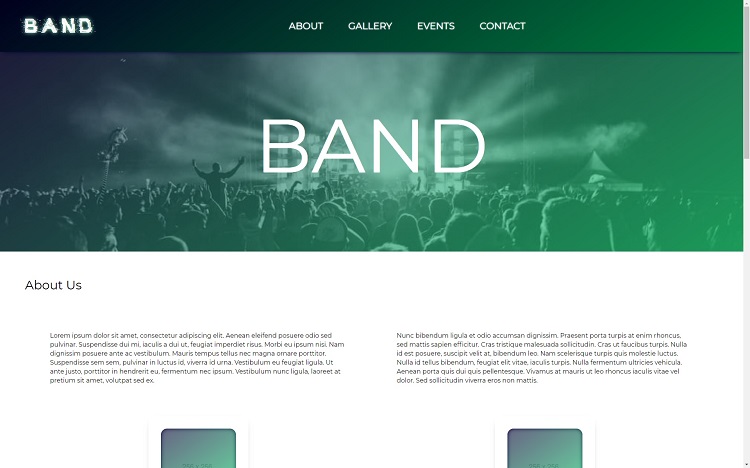 BAND
ABOUT GALLERY EVENTS CONTACT
BAND
About Us
Lorem ipsum dolor sit amet, consectetur adipiscing elit. Aenean eleifend posuere odio sed
pulvinar. Suspendisse dui mi, iaculis a dui ut, feugiat imperdiet risus. Morbi eu ipsum nisi. Nam
dignissim posuere ante ac vestibulum. Mauris tempus tellus nec magna ornare porttitor.
Suspendisse sem sem, pulvinar in luctus id, viverra id urna. Vestibulum eu feugiat ligula. Ut
ante justo, porttitor in hendrerit eu, fermentum nec ipsum. Vestibulum nunc ligula, laoreet at
pretium sit amet, volutpat sed ex.
Nunc bibendum ligula et odio accumsan dignissim. Praesent porta turpis at enim rhoncus,
sed mattis sapien efficitur. Cras tristique malesuada sollicitudin. Cras ut faucibus turpis. Nulla
id est posuere, suscipit velit at, bibendum leo. Nam scelerisque turpis quis molestie luctus.
Nulla id tellus bibendum, feugiat elit vitae, iaculis turpis. Nulla fermentum ultricies vehicula.
Aenean porta quis dui quis pellentesque. Vivamus at mauris ut leo rhoncus iaculis vitae vel
dolor. Sed sollicitudin viverra eros non mattis.